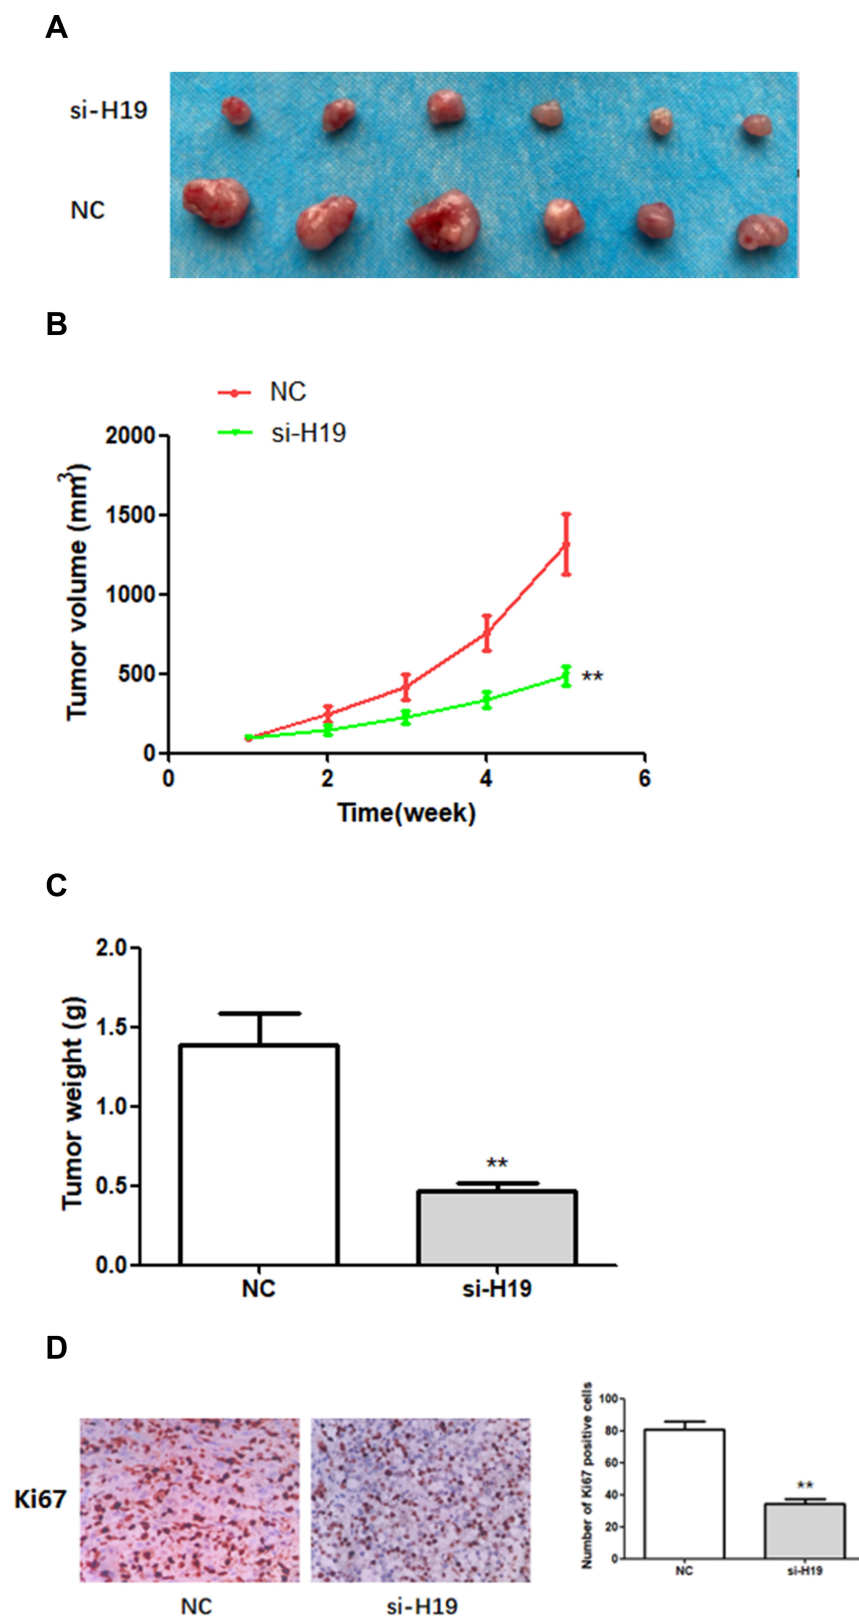 A
si-H19
NC
B
NC
si-H19
2000
1500
1000
500
0
Tumor volume (mm³)
**
0 2 4 6
Time(week)
C
2.0
1.5
1.0
0.5
0.0
Tumor weight (g)
**
NC si-H19
D
Ki67
NC si-H19
Number of Ki67 positive cells
100
80
60
40
20
0
**
NC si-H19